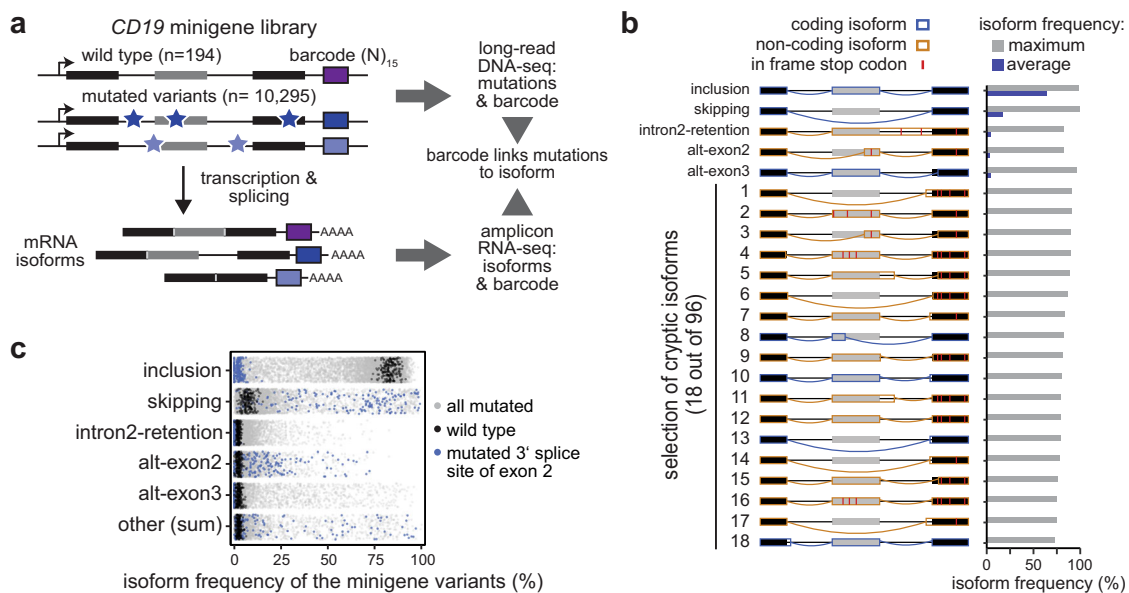 a
CD19 minigene library
wild type (n=194)
barcode (N)15
mutated variants (n= 10,295)
transcription &
splicing
mRNA
isoforms
AAAA
AAAA
AAAA
long-read
DNA-seq:
mutations
& barcode
barcode links mutations
to isoform
amplicon
RNA-seq:
isoforms
& barcode
b
coding isoform
non-coding isoform
in frame stop codon
isoform frequency:
maximum
average
inclusion
skipping
intron2-retention
alt-exon2
alt-exon3
selection of cryptic isoforms
(18 out of 96)
1
2
3
4
5
6
7
8
9
10
11
12
13
14
15
16
17
18
0 50 100
isoform frequency (%)
c
inclusion
skipping
intron2-retention
alt-exon2
alt-exon3
other (sum)
0 25 50 75 100
isoform frequency of the minigene variants (%)
all mutated
wild type
mutated 3‘ splice
site of exon 2